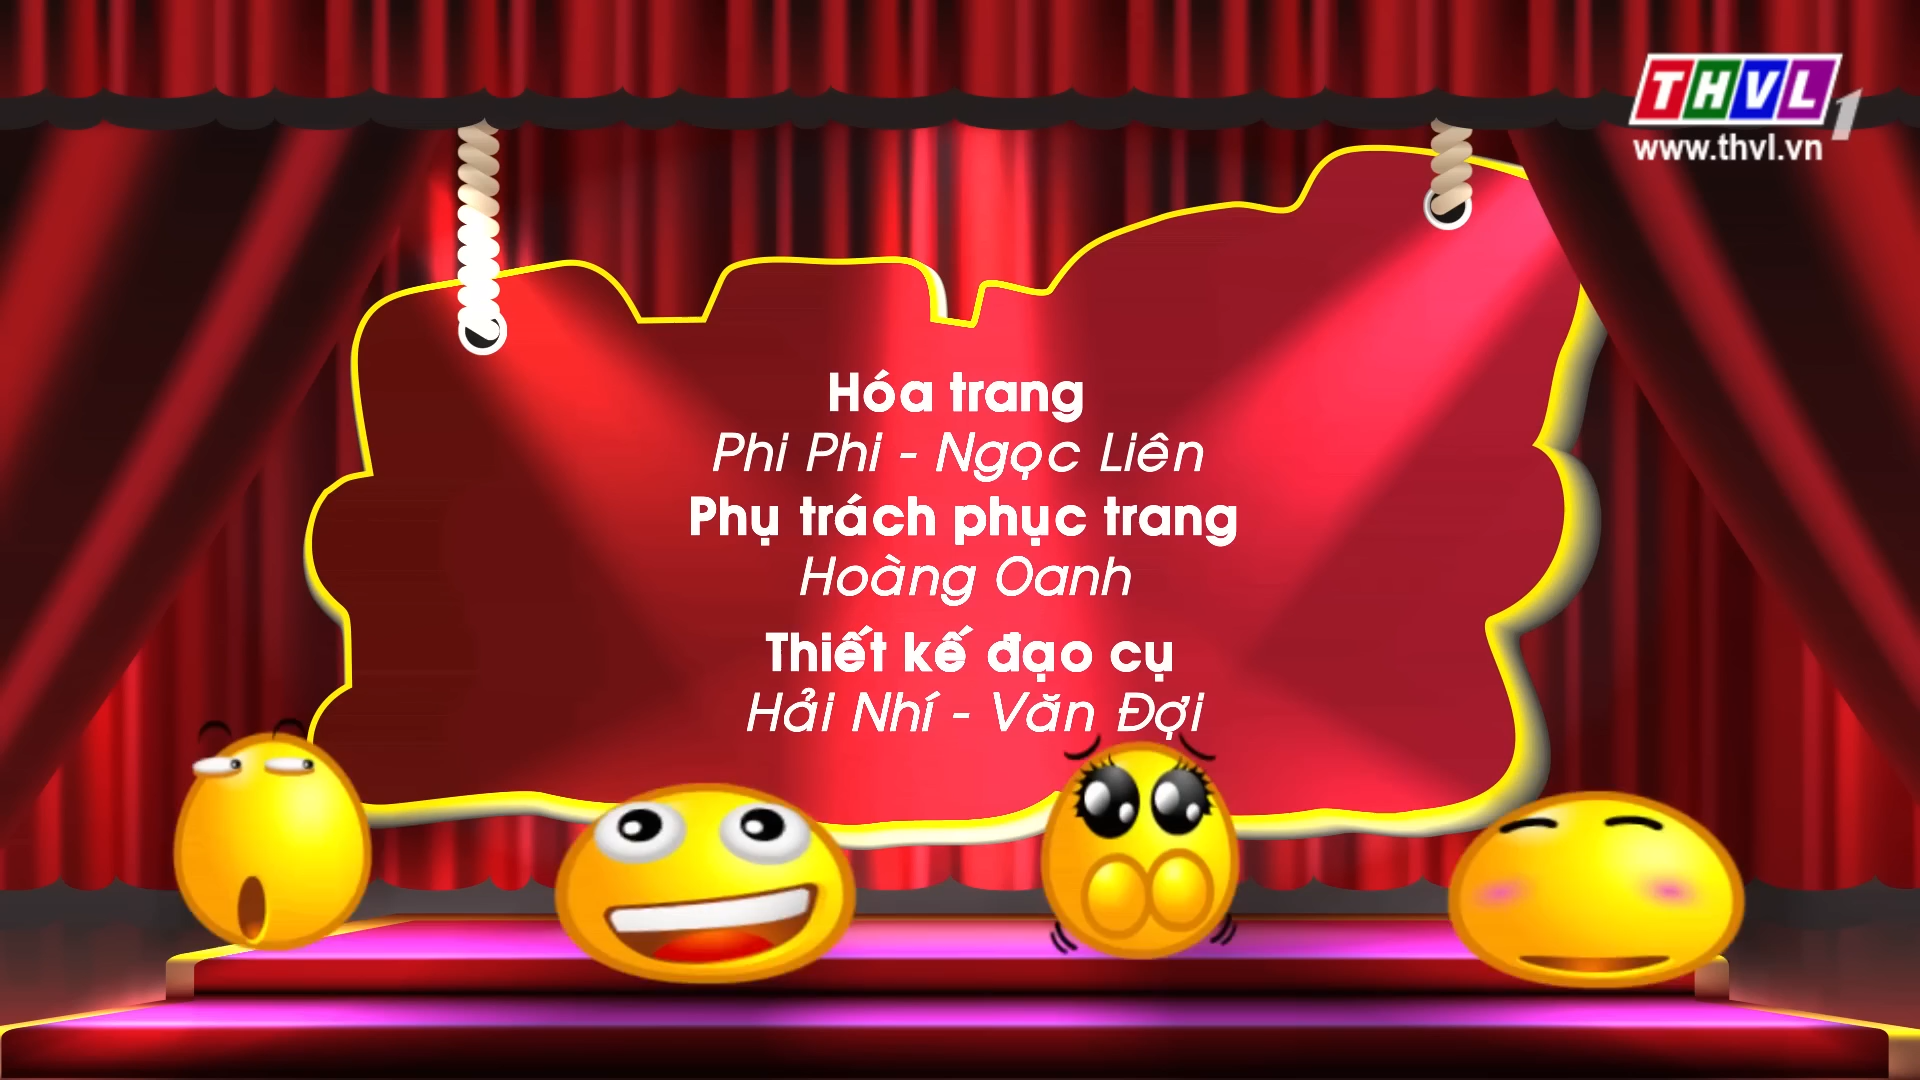 THVL1
www.thvl.vn
Hóa trang
Phi Phi - Ngọc Liên
Phụ trách phục trang
Hoàng Oanh
Thiết kế đạo cụ
Hải Nhí - Văn Đợi